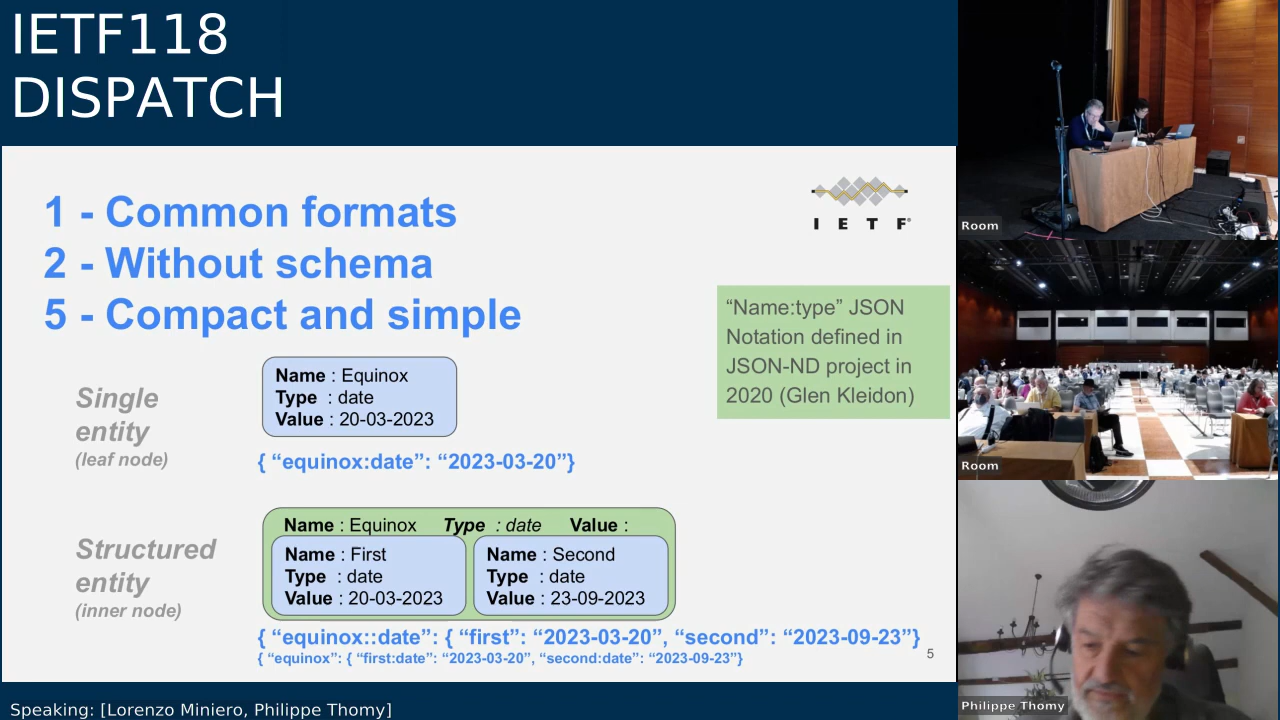 IETF118
DISPATCH
1 - Common formats
2 - Without schema
5 - Compact and simple
I E T F®
“Name:type” JSON
Notation defined in
JSON-ND project in
2020 (Glen Kleidon)
Single
entity
(leaf node)
Name : Equinox
Type : date
Value : 20-03-2023
{ “equinox:date”: “2023-03-20”}
Structured
entity
(inner node)
Name : Equinox Type : date Value :
Name : First
Type : date
Value : 20-03-2023
Name : Second
Type : date
Value : 23-09-2023
{ “equinox::date”: { “first”: “2023-03-20”, “second”: “2023-09-23”}
{ “equinox”: { “first:date”: “2023-03-20”, “second:date”: “2023-09-23”}
5
Speaking: [Lorenzo Miniero, Philippe Thomy]
Room
Room
Philippe Thomy